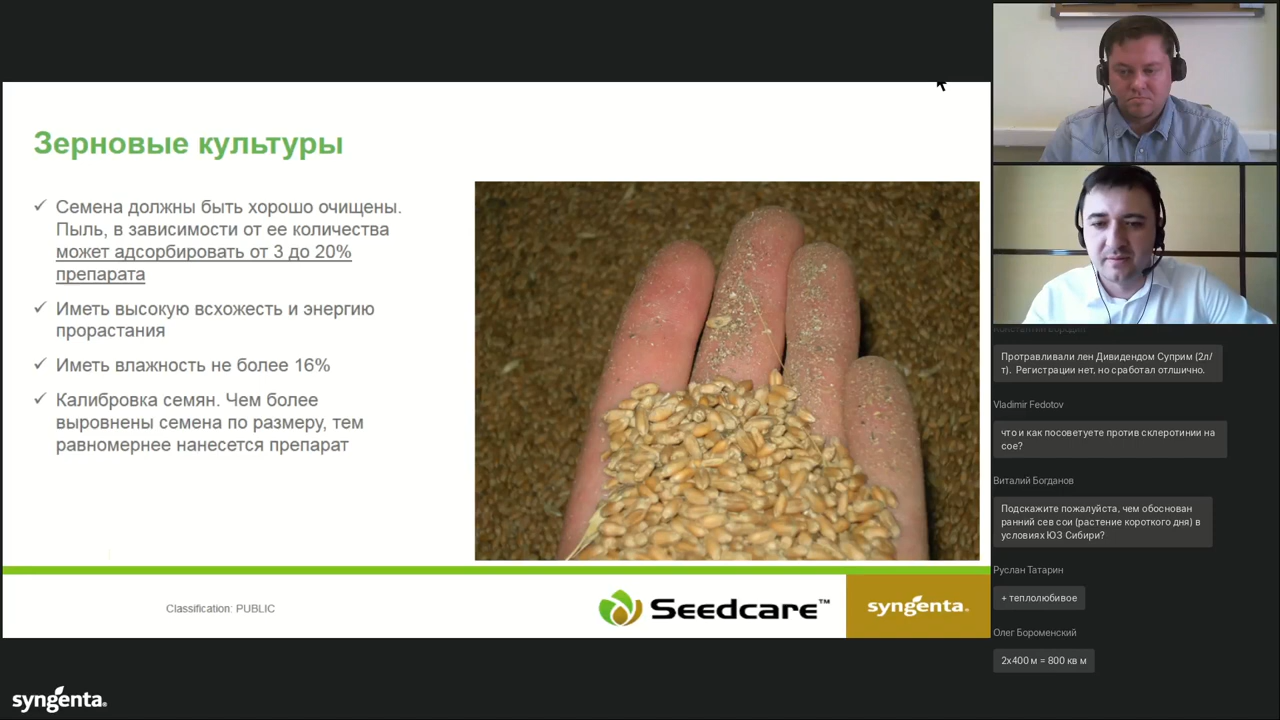 Зерновые культуры
Семена должны быть хорошо очищены.
Пыль, в зависимости от ее количества
может адсорбировать от 3 до 20%
препарата
Иметь высокую всхожесть и энергию
прорастания
Иметь влажность не более 16%
Калибровка семян. Чем более
выровнены семена по размеру, тем
равномернее нанесется препарат
Classification: PUBLIC
Seedcare™
syngenta.
syngenta.
Протравливали лен Дивидендом Суприм (2л/
т). Регистрации нет, но сработал отлшично.
Vladimir Fedotov
что и как посоветуете против склеротинии на
сое?
Виталий Богданов
Подскажите пожалуйста, чем обоснован
ранний сев сои (растение короткого дня) в
условиях ЮЗ Сибири?
Руслан Татарин
+ теплолюбивое
Олег Бороменский
2х400 м = 800 кв м